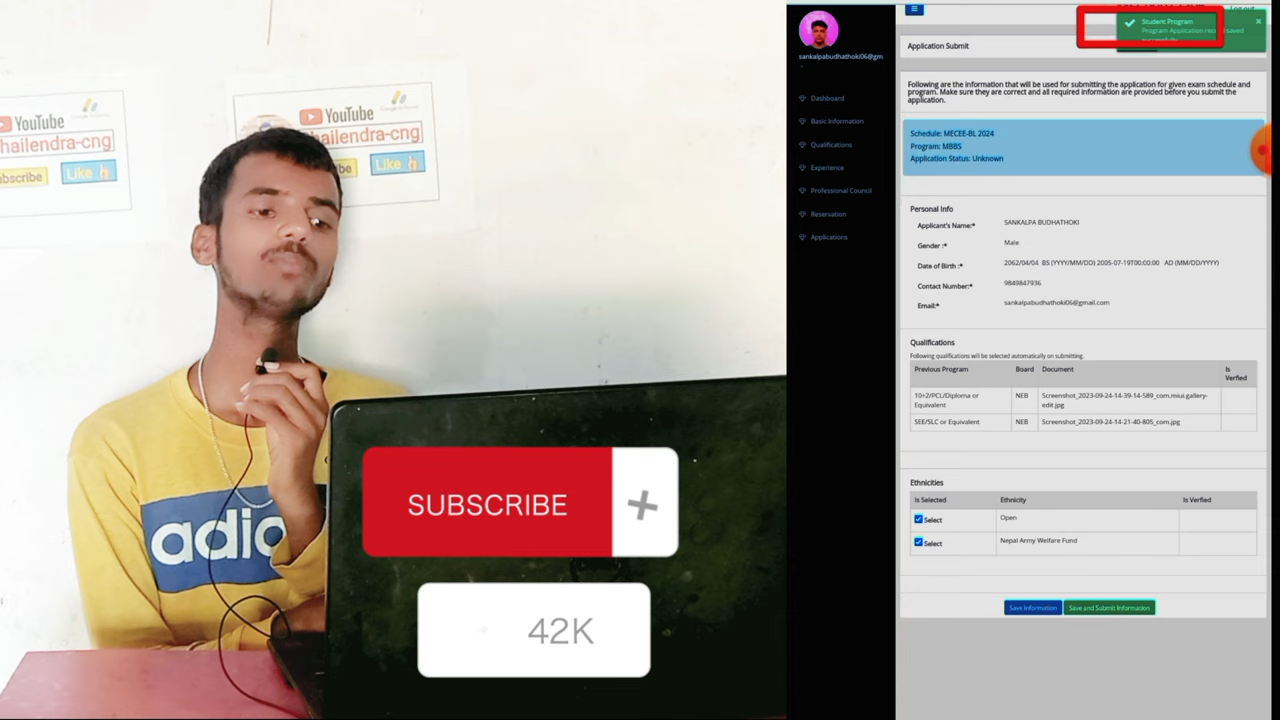 YouTube
hailendra-cng
bscribe
Like
YouTube
hailendra-cng
be
Like
adid
SUBSCRIBE
42K
sankalpabudhathoki06@gm
Dashboard
Basic Information
Qualifications
Experience
Professional Council
Reservation
Applications
Log out
Student Program
Program Application saved
Application Submit
Following are the information that will be used for submitting the application for given exam schedule and
program. Make sure they are correct and all required information are provided before you submit the
application.
Schedule: MECEE-BL 2024
Program: MBBS
Application Status: Unknown
Personal Info
Applicant's Name:* SANKALPA BUDHATHOKI
Gender :* Male
Date of Birth :* 2062/04/04 BS (YYYY/MM/DD) 2005-07-19T00:00:00 AD (MM/DD/YYYY)
Contact Number:* 9849847936
Email:* sankalpabudhathoki06@gmail.com
Qualifications
Following qualifications will be selected automatically on submitting.
Previous Program Board Document Is Verfied
10+2/PCL/Diploma or NEB Screenshot_2023-09-24-14-39-14-589_com.miui.gallery-
Equivalent edit.jpg
SEE/SLC or Equivalent NEB Screenshot_2023-09-24-14-21-40-805_com.jpg
Ethnicities
Is Selected Ethnicity Is Verfied
Select Open
Select Nepal Army Welfare Fund
Save Information Save and Submit Information